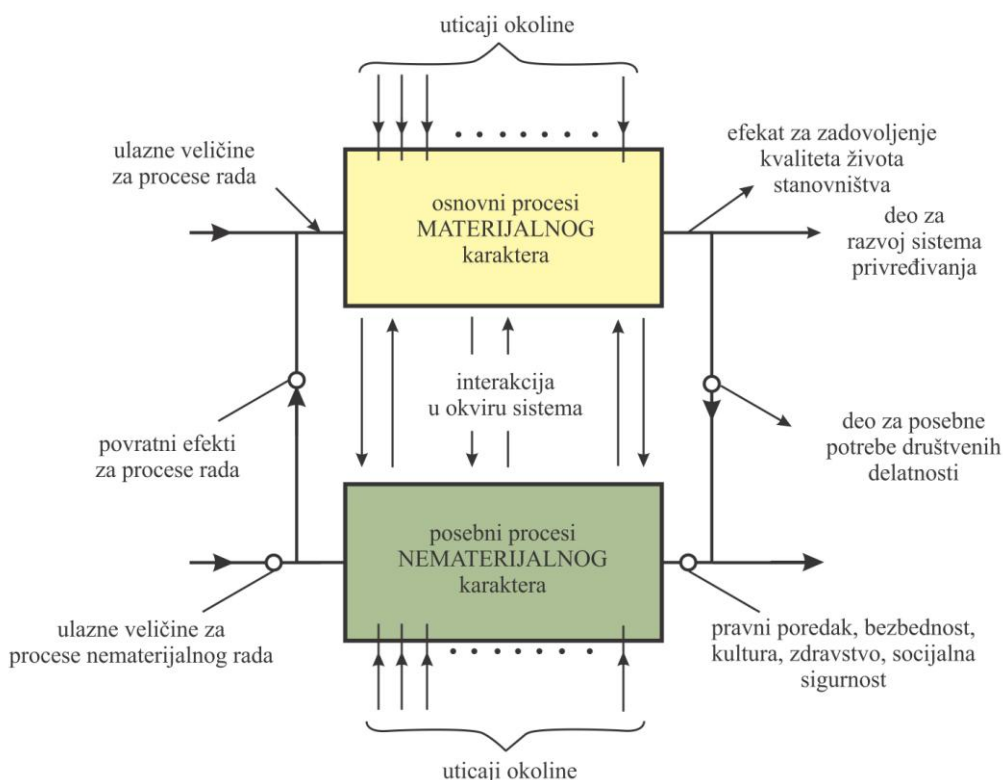 uticaji okoline
ulazne veličine
za procese rada
efekat za zadovoljenje
kvaliteta života
stanovništva
osnovni procesi
MATERIJALNOG
karaktera
deo za
razvoj sistema
privređivanja
interakcija
u okviru sistema
povratni efekti
za procese rada
deo za posebne
potrebe društvenih
delatnosti
posebni procesi
NEMATERIJALNOG
karaktera
ulazne veličine za
procese nematerijalnog rada
pravni poredak, bezbednost,
kultura, zdravstvo, socijalna
sigurnost
uticaji okoline